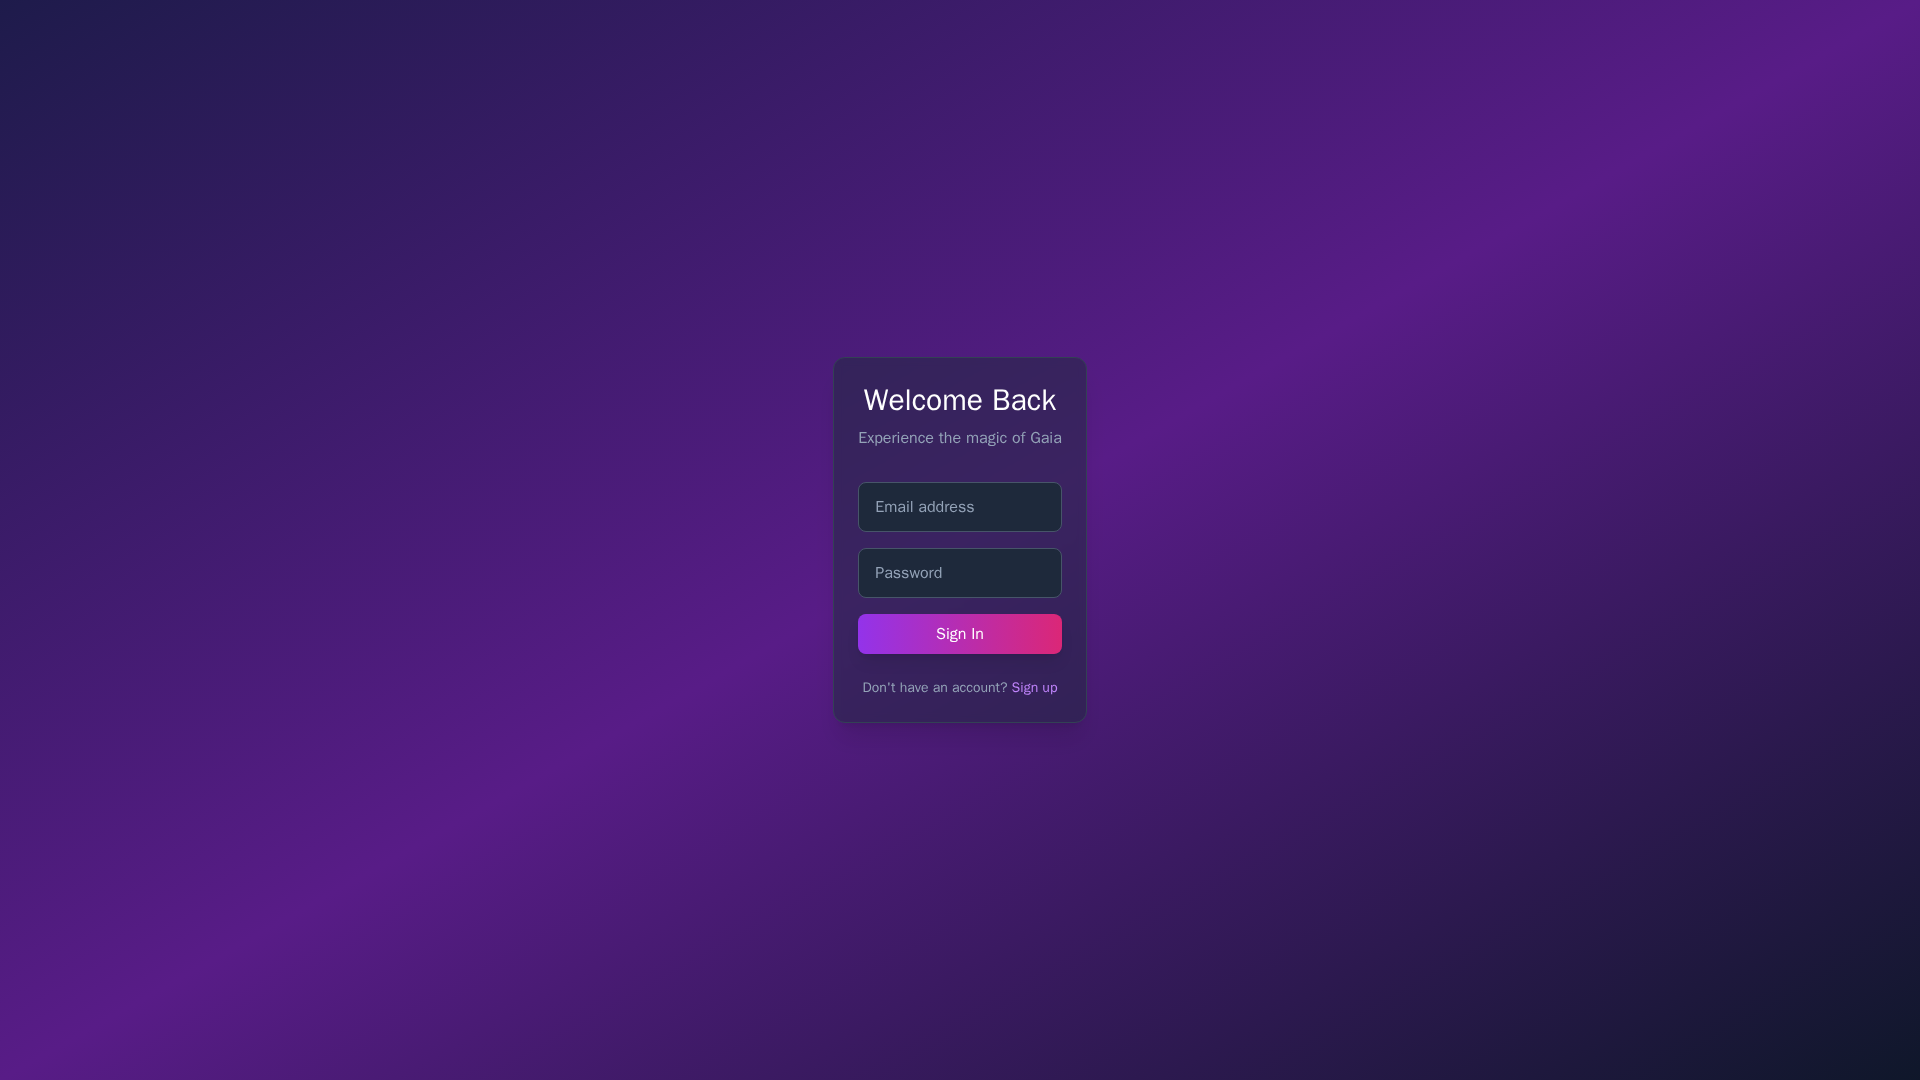 Welcome Back
Experience the magic of Gaia
Email address
Password
Sign In
Don't have an account? Sign up